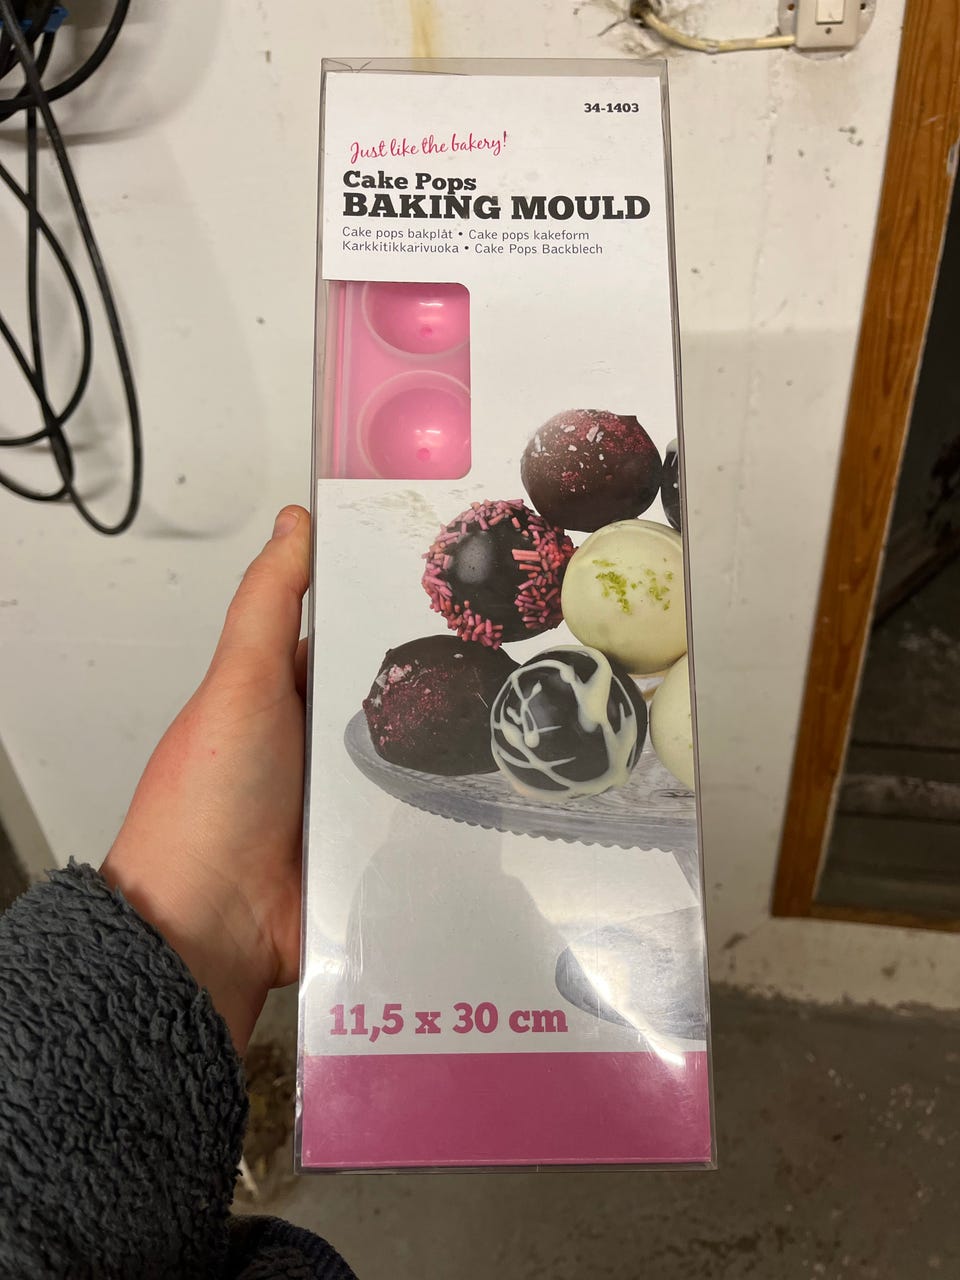 34-1403
Just like the bakery!
Cake Pops
BAKING MOULD
Cake pops bakplåt • Cake pops kakeform
Karkkitikkarivuoka • Cake Pops Backblech
11,5 x 30 cm